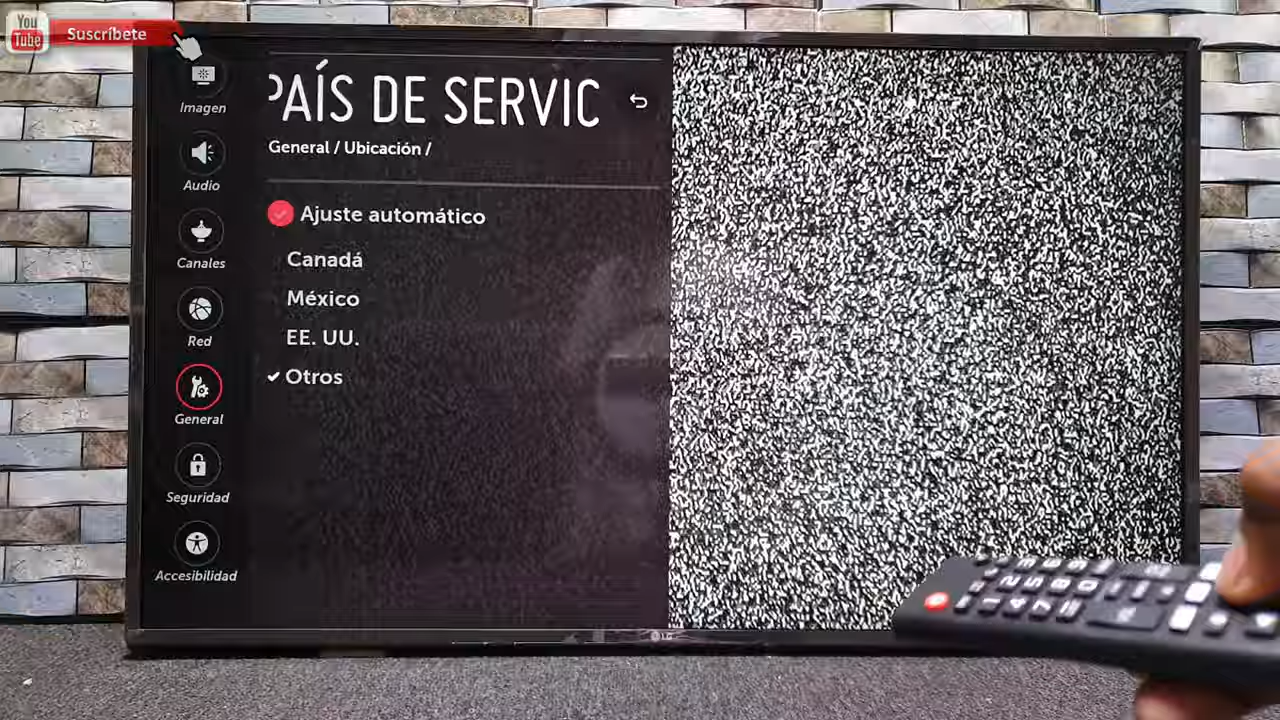 You
Tube
Suscríbete
Imagen
Audio
Canales
Red
General
Seguridad
Accesibilidad
PAÍS DE SERVIC
General / Ubicación /
Ajuste automático
Canadá
México
EE. UU.
Otros
LG